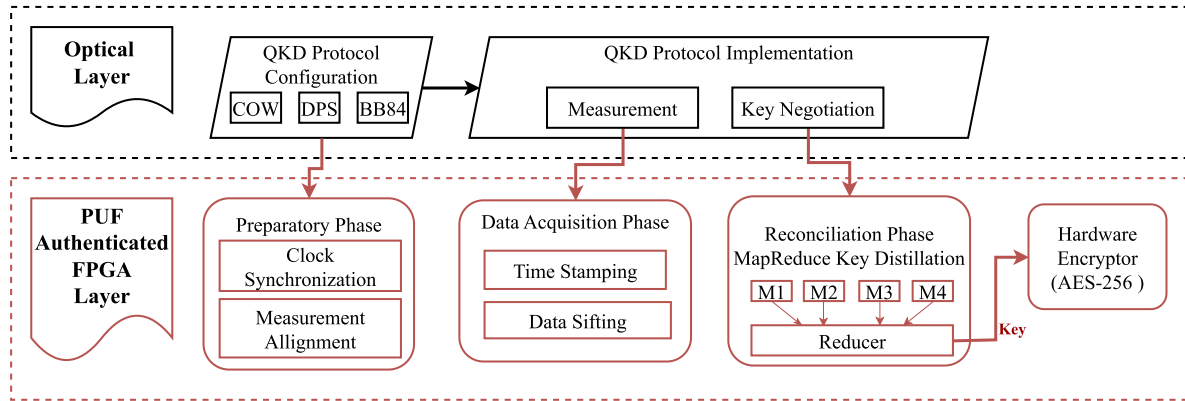 Optical
Layer
QKD Protocol
Configuration
COW
DPS
BB84
QKD Protocol Implementation
Measurement
Key Negotiation
PUF
Authenticated
FPGA
Layer
Preparatory Phase
Clock
Synchronization
Measurement
Allignment
Data Acquisition Phase
Time Stamping
Data Sifting
Reconciliation Phase
MapReduce Key Distillation
M1
M2
M3
M4
Reducer
Key
Hardware
Encryptor
(AES-256 )